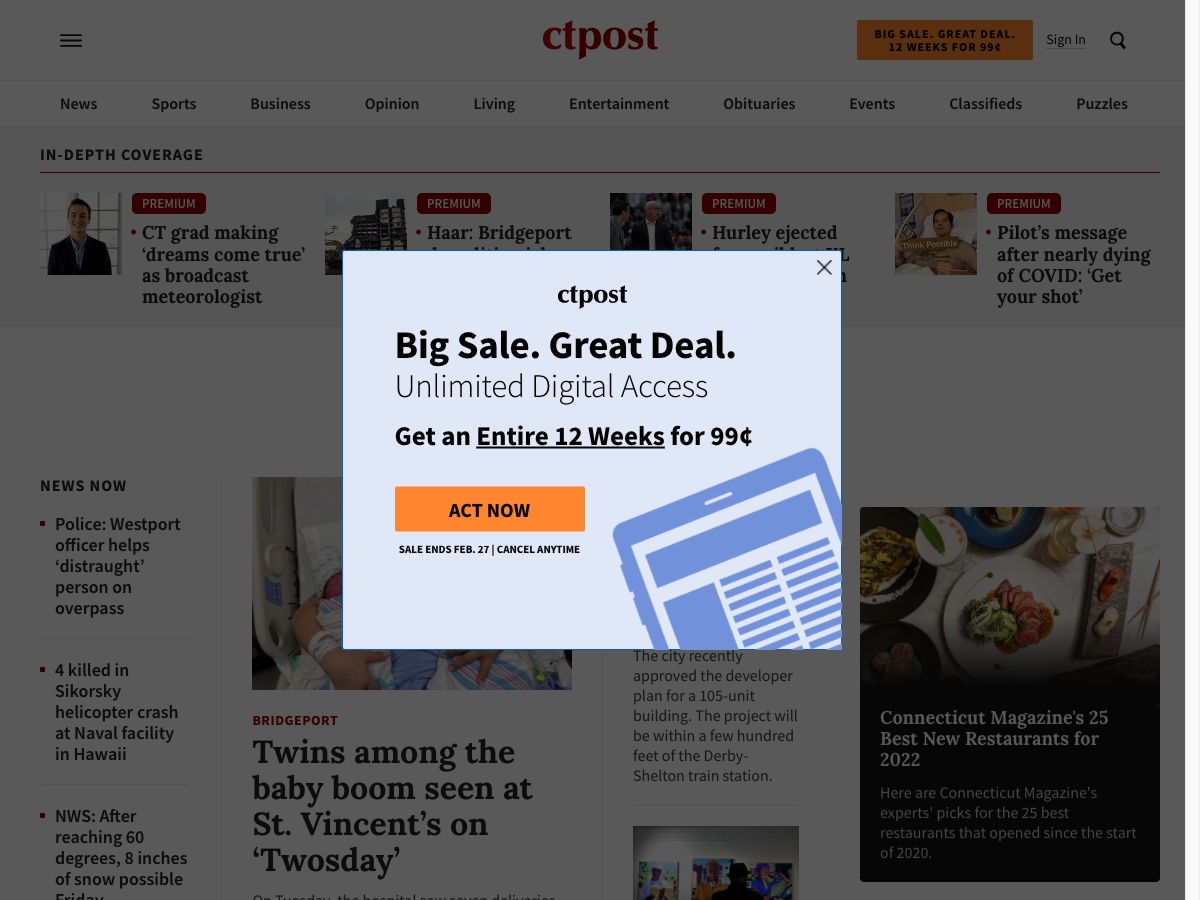 ctpost
BIG SALE. GREAT DEAL.
12 WEEKS FOR 99¢
Sign In
News
Sports
Business
Opinion
Living
Entertainment
Obituaries
Events
Classifieds
Puzzles
IN-DEPTH COVERAGE
PREMIUM
CT grad making
‘dreams come true’
as broadcast
meteorologist
PREMIUM
Haar: Bridgeport
PREMIUM
Hurley ejected
PREMIUM
Pilot’s message
after nearly dying
of COVID: ‘Get
your shot’
Think Possible
ctpost
Big Sale. Great Deal.
Unlimited Digital Access
Get an Entire 12 Weeks for 99¢
ACT NOW
SALE ENDS FEB. 27 | CANCEL ANYTIME
NEWS NOW
Police: Westport
officer helps
‘distraught’
person on
overpass
4 killed in
Sikorsky
helicopter crash
at Naval facility
in Hawaii
NWS: After
reaching 60
degrees, 8 inches
of snow possible
Friday
BRIDGEPORT
Twins among the
baby boom seen at
St. Vincent’s on
‘Twosday’
On Tuesday, the hospital saw seven deliveries
The city recently
approved the developer
plan for a 105-unit
building. The project will
be within a few hundred
feet of the Derby-
Shelton train station.
Connecticut Magazine's 25
Best New Restaurants for
2022
Here are Connecticut Magazine's
experts' picks for the 25 best
restaurants that opened since the start
of 2020.